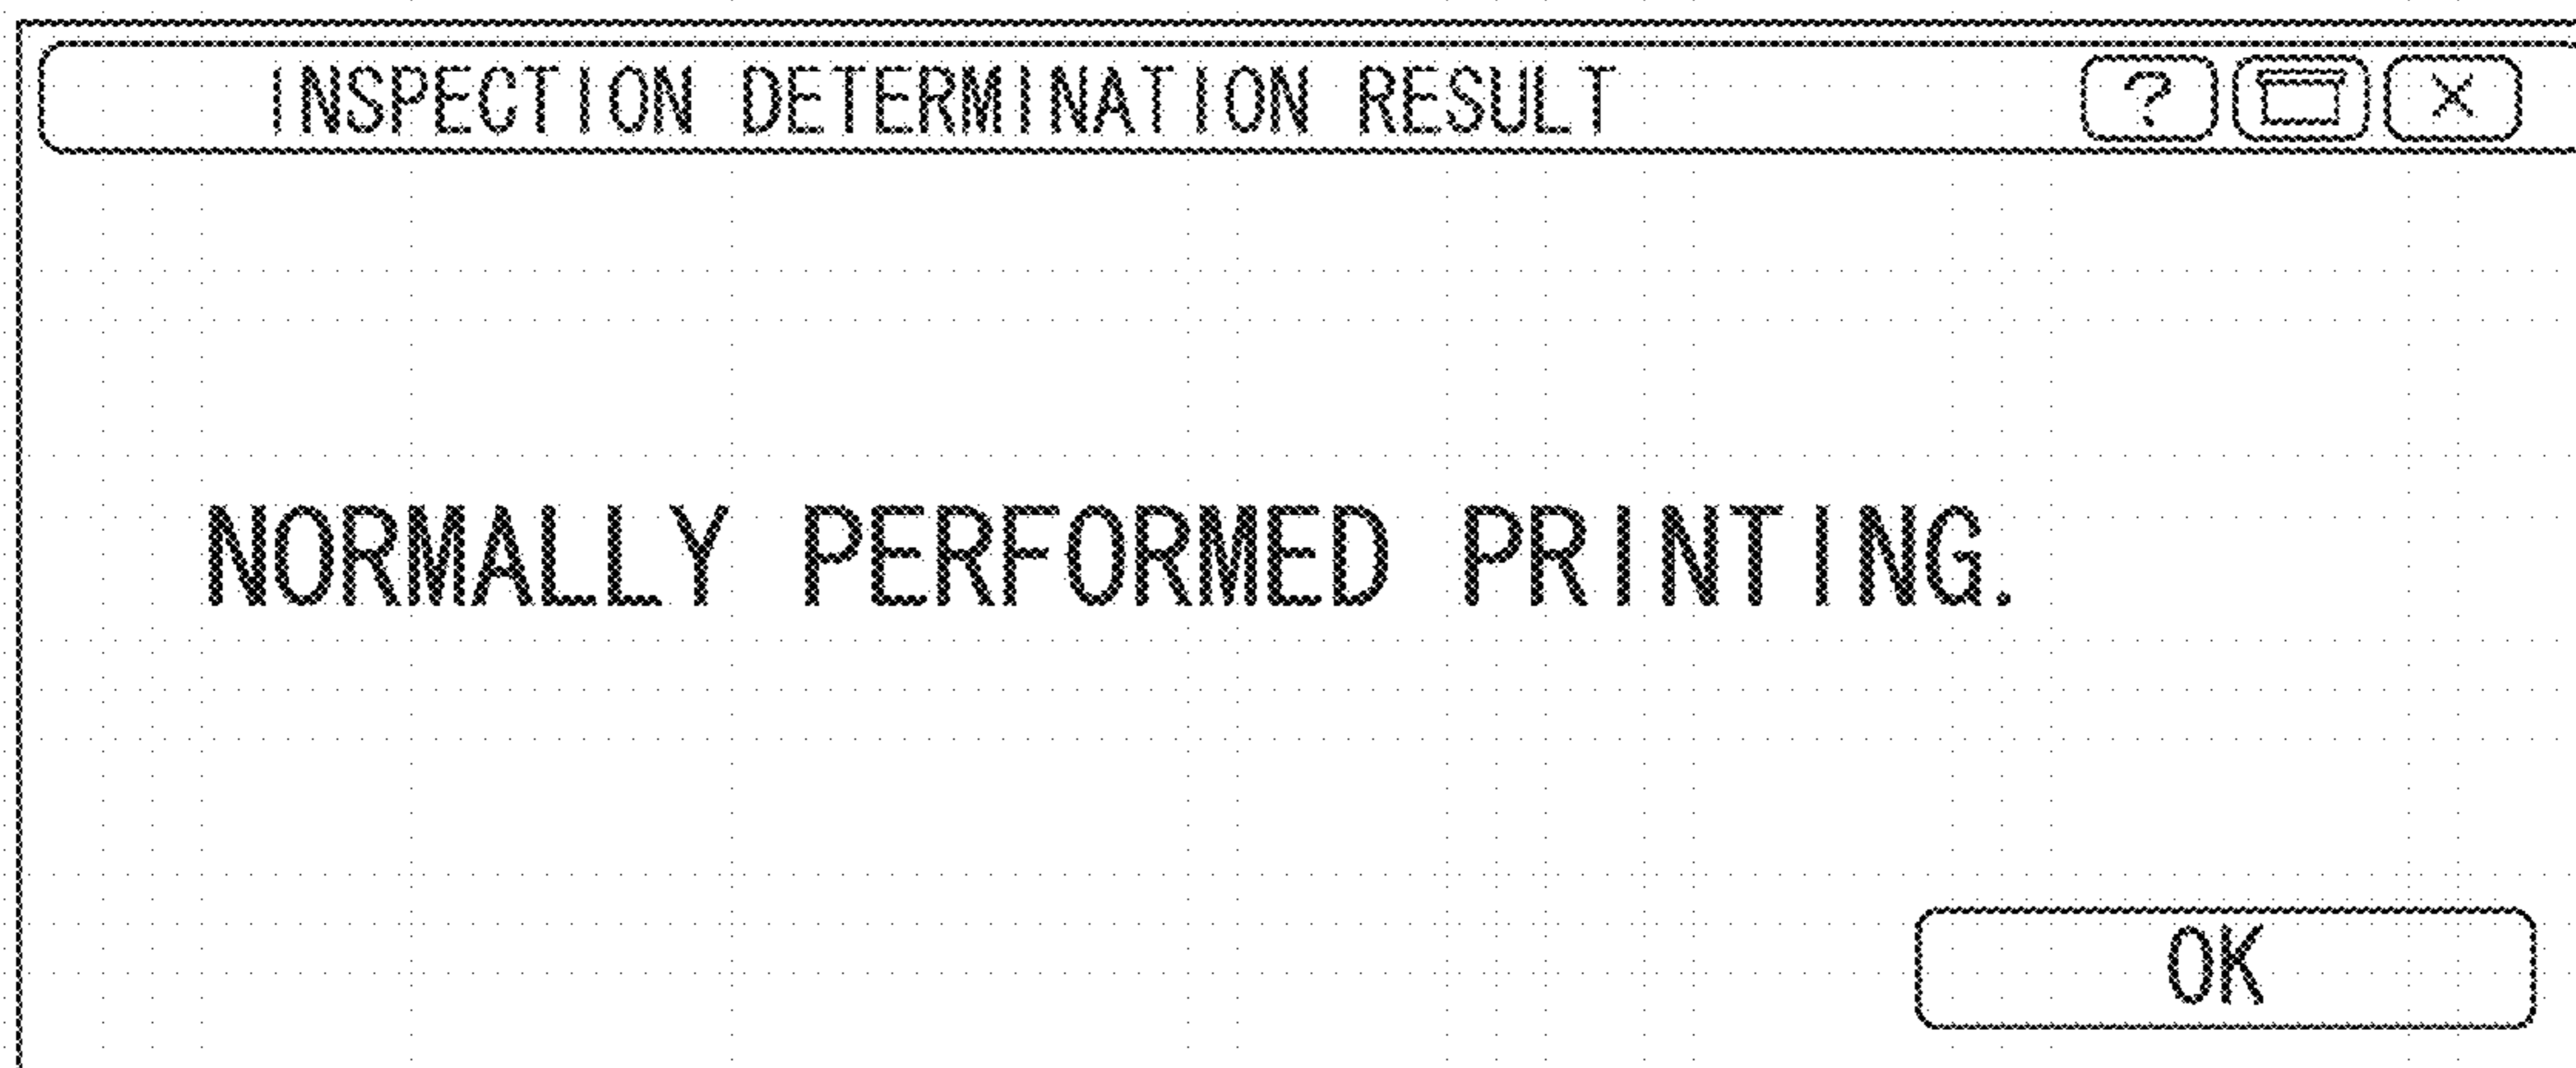 INSPECTION DETERMINATION RESULT ? ×
NORMALLY PERFORMED PRINTING.
OK